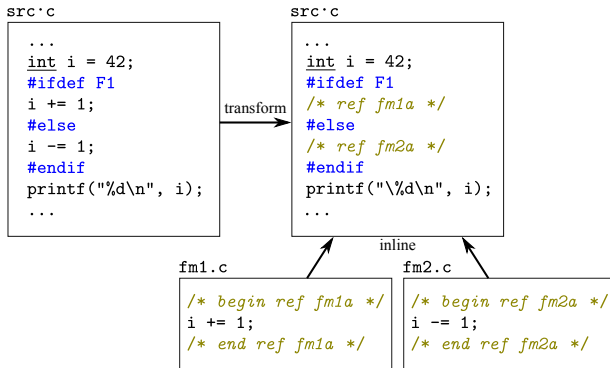 src·c
...
int i = 42;
#ifdef F1
i += 1;
#else
i -= 1;
#endif
printf("%d\n", i);
...
transform
src·c
...
int i = 42;
#ifdef F1
/* ref fm1a */
#else
/* ref fm2a */
#endif
printf("\%d\n", i);
...
inline
fm1.c
/* begin ref fm1a */
i += 1;
/* end ref fm1a */
fm2.c
/* begin ref fm2a */
i -= 1;
/* end ref fm2a */